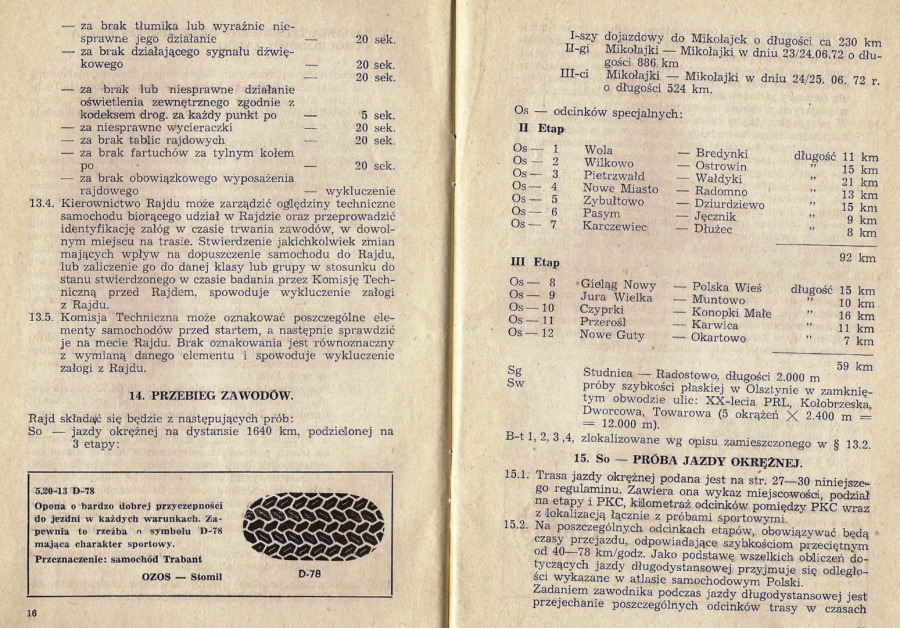 — za brak tłumika lub wyraźnie nie-
sprawne jego działanie — 20 sek.
— za brak działającego sygnału dźwię-
kowego — 20 sek.
— 20 sek.
— za brak lub niesprawne działanie
oświetlenia zewnętrznego zgodnie z
kodeksem drog. za każdy punkt po — 5 sek.
— za niesprawne wycieraczki — 20 sek.
— za brak tablic rajdowych — 20 sek.
— za brak fartuchów za tylnym kołem
po — 20 sek.
— za brak obowiązkowego wyposażenia
rajdowego — wykluczenie
13.4. Kierownictwo Rajdu może zarządzić oględziny techniczne
samochodu biorącego udział w Rajdzie oraz przeprowadzić
identyfikację załóg w czasie trwania zawodów, w dowol-
nym miejscu na trasie. Stwierdzenie jakichkolwiek zmian
mających wpływ na dopuszczenie samochodu do Rajdu,
lub zaliczenie go do danej klasy lub grupy w stosunku do
stanu stwierdzonego w czasie badania przez Komisję Tech-
niczną przed Rajdem, spowoduje wykluczenie załogi
z Rajdu.
13.5. Komisja Techniczna może oznakować poszczególne ele-
menty samochodów przed startem, a następnie sprawdzić
je na mecie Rajdu. Brak oznakowania jest równoznaczny
z wymianą danego elementu i spowoduje wykluczenie
załogi z Rajdu.
14. PRZEBIEG ZAWODÓW.
Rajd składąć się będzie z następujących prób:
So — jazdy okrężnej na dystansie 1640 km, podzielonej na
3 etapy:
5,20-13 D-78
Opona o bardzo dobrej przyczepności
do jezdni w każdych warunkach. Za-
pewnia to rzeźba o symbolu D-78
mająca charakter sportowy.
Przeznaczenie: samochód Trabant
OZOS — Stomil
D-78
16
I-szy dojazdowy do Mikołajek o długości ca 230 km
II-gi Mikołajki — Mikołajki w dniu 23/24.06.72 o dłu-
gości 886 km
III-ci Mikołajki — Mikołajki w dniu 24/25. 06. 72 r.
o długości 524 km.
Os — odcinków specjalnych:
II Etap
Os — 1 Wola — Bredynki długość 11 km
Os — 2 Wilkowo — Ostrowin " 15 km
Os — 3 Pietrzwałd — Wałdyki " 21 km
Os — 4 Nowe Miasto — Radomno " 13 km
Os — 5 Zybułtowo — Dziurdziewo " 15 km
Os — 6 Pasym — Jęcznik " 9 km
Os — 7 Karczewiec — Dłużec " 8 km
92 km
III Etap
Os — 8 Gieląg Nowy — Polska Wieś długość 15 km
Os — 9 Jura Wielka — Muntowo " 10 km
Os —10 Czyprki — Konopki Małe " 16 km
Os —11 Przerośl — Karwica " 11 km
Os —12 Nowe Guty — Okartowo " 7 km
59 km
Sg Studnica — Radostowo, długości 2.000 m
Sw próby szybkości płaskiej w Olsztynie w zamknię-
tym obwodzie ulic: XX-lecia PRL, Kołobrzeska,
Dworcowa, Towarowa (5 okrążeń × 2.400 m =
= 12.000 m).
B-t 1, 2, 3 ,4, zlokalizowane wg opisu zamieszczonego w § 13.2.
15. So — PRÓBA JAZDY OKRĘŻNEJ.
15.1. Trasa jazdy okrężnej podana jest na str. 27—30 niniejsze-
go regulaminu. Zawiera ona wykaz miejscowości, podział
na etapy i PKC, kilometraż odcinków pomiędzy PKC wraz
z lokalizacją łącznie z próbami sportowymi.
15.2. Na poszczególnych odcinkach etapów, obowiązywać będą
czasy przejazdu, odpowiadające szybkościom przeciętnym
od 40—78 km/godz. Jako podstawę wszelkich obliczeń do-
tyczących jazdy długodystansowej przyjmuje się odległo-
ści wykazane w atlasie samochodowym Polski.
Zadaniem zawodnika podczas jazdy długodystansowej jest
przejechanie poszczególnych odcinków trasy w czasach